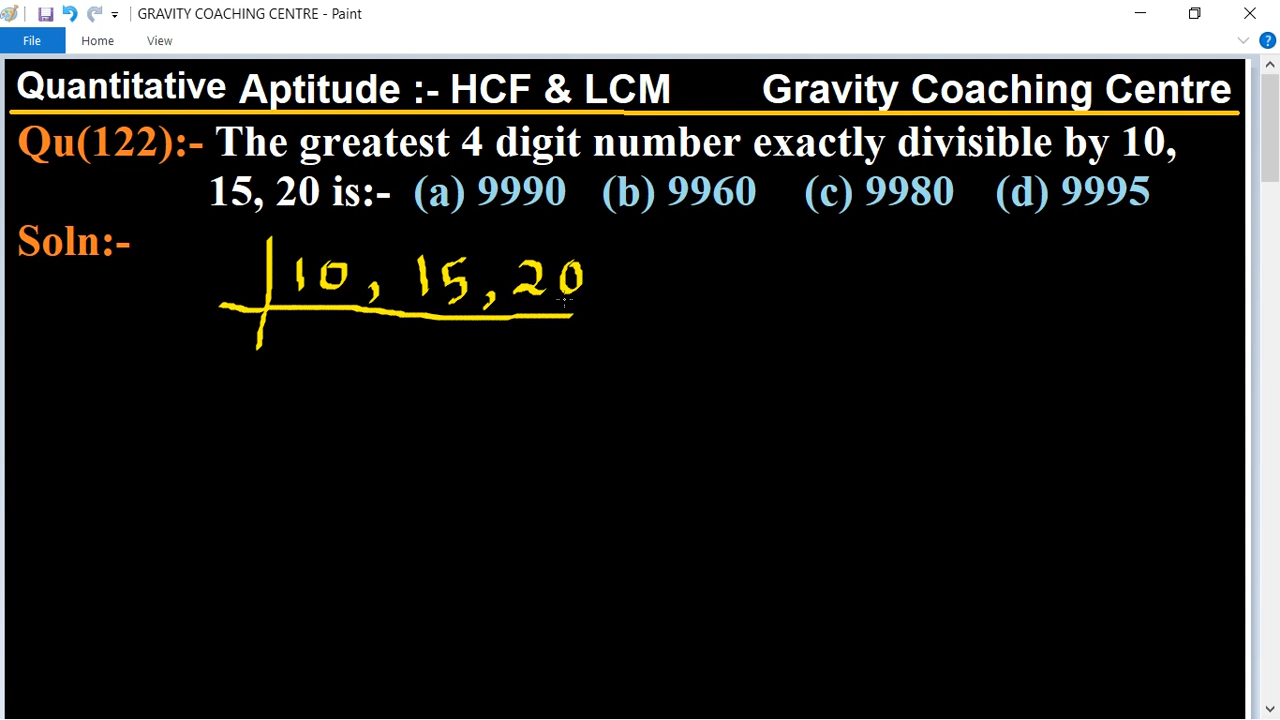 GRAVITY COACHING CENTRE - Paint
File Home View
Quantitative Aptitude :- HCF & LCM Gravity Coaching Centre
Qu(122):- The greatest 4 digit number exactly divisible by 10,
15, 20 is:- (a) 9990 (b) 9960 (c) 9980 (d) 9995
Soln:-
10, 15, 20